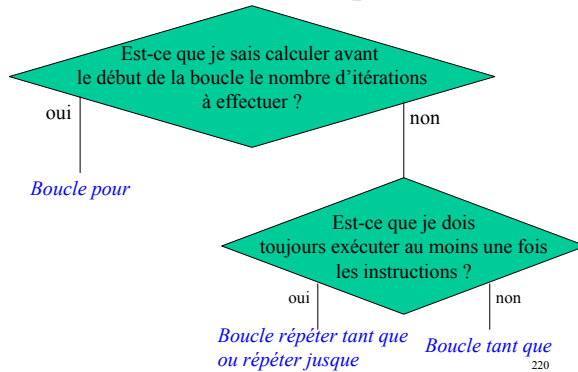 Est-ce que je sais calculer avant
le début de la boucle le nombre d'itérations
à effectuer ?
oui
non
Boucle pour
Est-ce que je dois
toujours exécuter au moins une fois
les instructions ?
oui
non
Boucle répéter tant que
ou répéter jusque
Boucle tant que
220